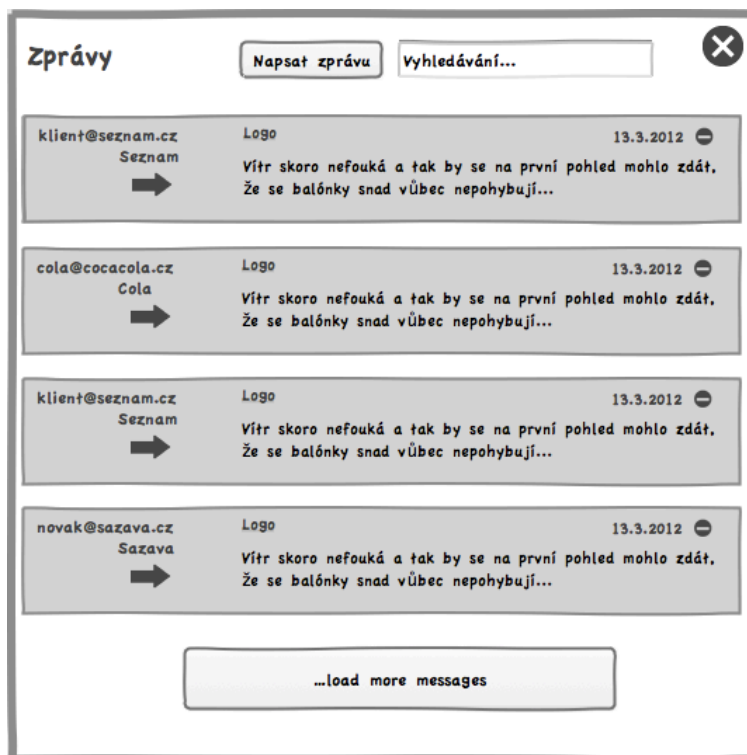 Zprávy
Napsat zprávu
Vyhledávání...
klient@seznam.cz
Seznam
Logo
13.3.2012
Vítr skoro nefouká a tak by se na první pohled mohlo zdát,
Že se balónky snad vůbec nepohybují...
cola@cocacola.cz
Cola
Logo
13.3.2012
Vítr skoro nefouká a tak by se na první pohled mohlo zdát,
Že se balónky snad vůbec nepohybují...
klient@seznam.cz
Seznam
Logo
13.3.2012
Vítr skoro nefouká a tak by se na první pohled mohlo zdát,
Že se balónky snad vůbec nepohybují...
novak@sazava.cz
Sazava
Logo
13.3.2012
Vítr skoro nefouká a tak by se na první pohled mohlo zdát,
Že se balónky snad vůbec nepohybují...
...load more messages